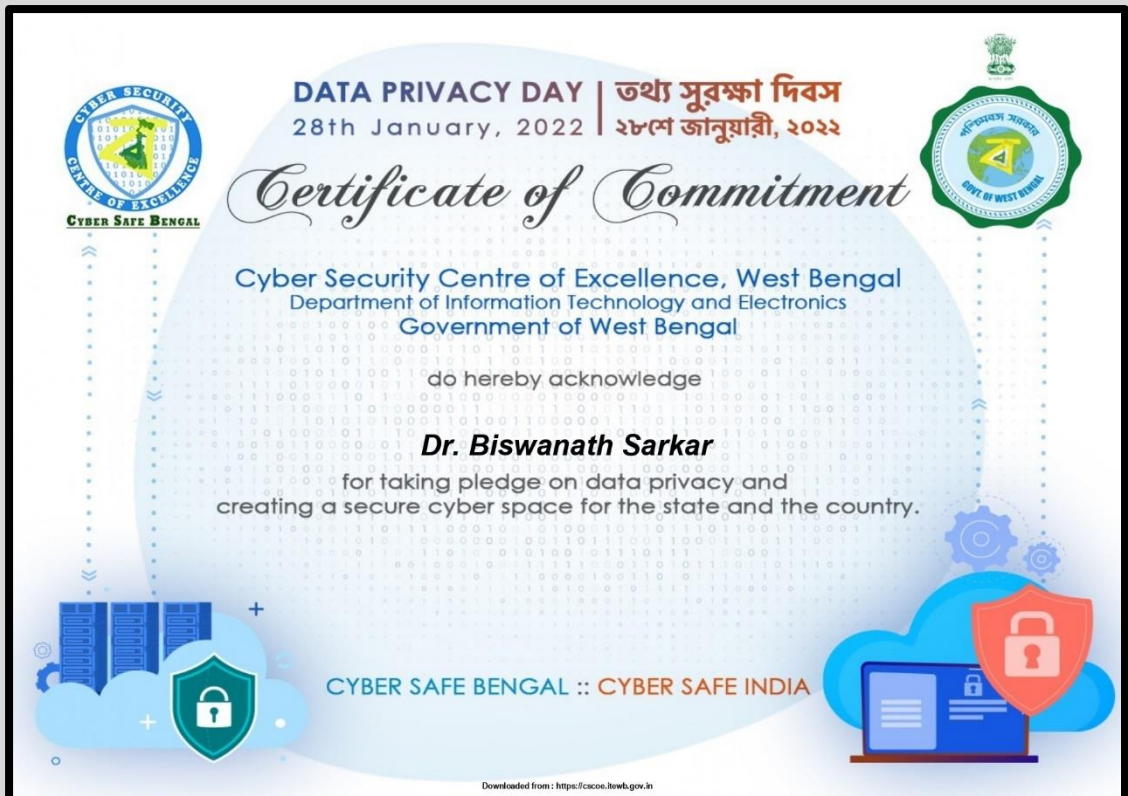 CYBER SECURITY
CENTRE OF EXCELLENCE
CYBER SAFE BENGAL
DATA PRIVACY DAY | তথ্য সুরক্ষা দিবস
28th January, 2022 | ২৮শে জানুয়ারী, ২০২২
পশ্চিমবঙ্গ সরকার
GOVT. OF WEST BENGAL
Certificate of Commitment
Cyber Security Centre of Excellence, West Bengal
Department of Information Technology and Electronics
Government of West Bengal
do hereby acknowledge
Dr. Biswanath Sarkar
for taking pledge on data privacy and
creating a secure cyber space for the state and the country.
CYBER SAFE BENGAL :: CYBER SAFE INDIA
Downloaded from : https://cscoe.itewb.gov.in